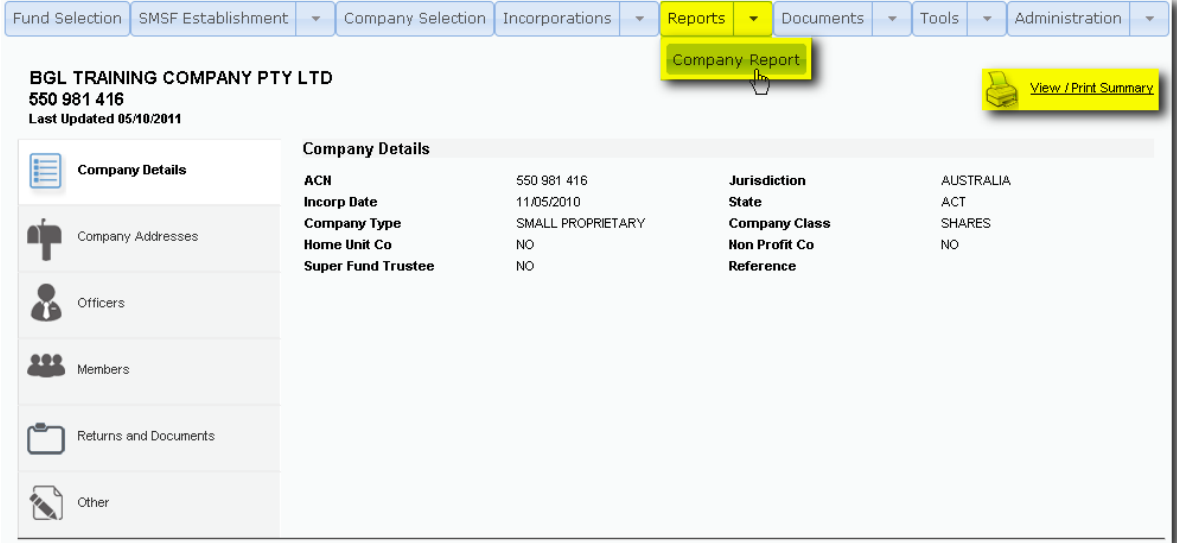 Fund Selection SMSF Establishment Company Selection Incorporations Reports Documents Tools Administration
Company Report
BGL TRAINING COMPANY PTY LTD
550 981 416
Last Updated 05/10/2011
View / Print Summary
Company Details
Company Addresses
Officers
Members
Returns and Documents
Other
Company Details
ACN 550 981 416 Jurisdiction AUSTRALIA
Incorp Date 11/05/2010 State ACT
Company Type SMALL PROPRIETARY Company Class SHARES
Home Unit Co NO Non Profit Co NO
Super Fund Trustee NO Reference